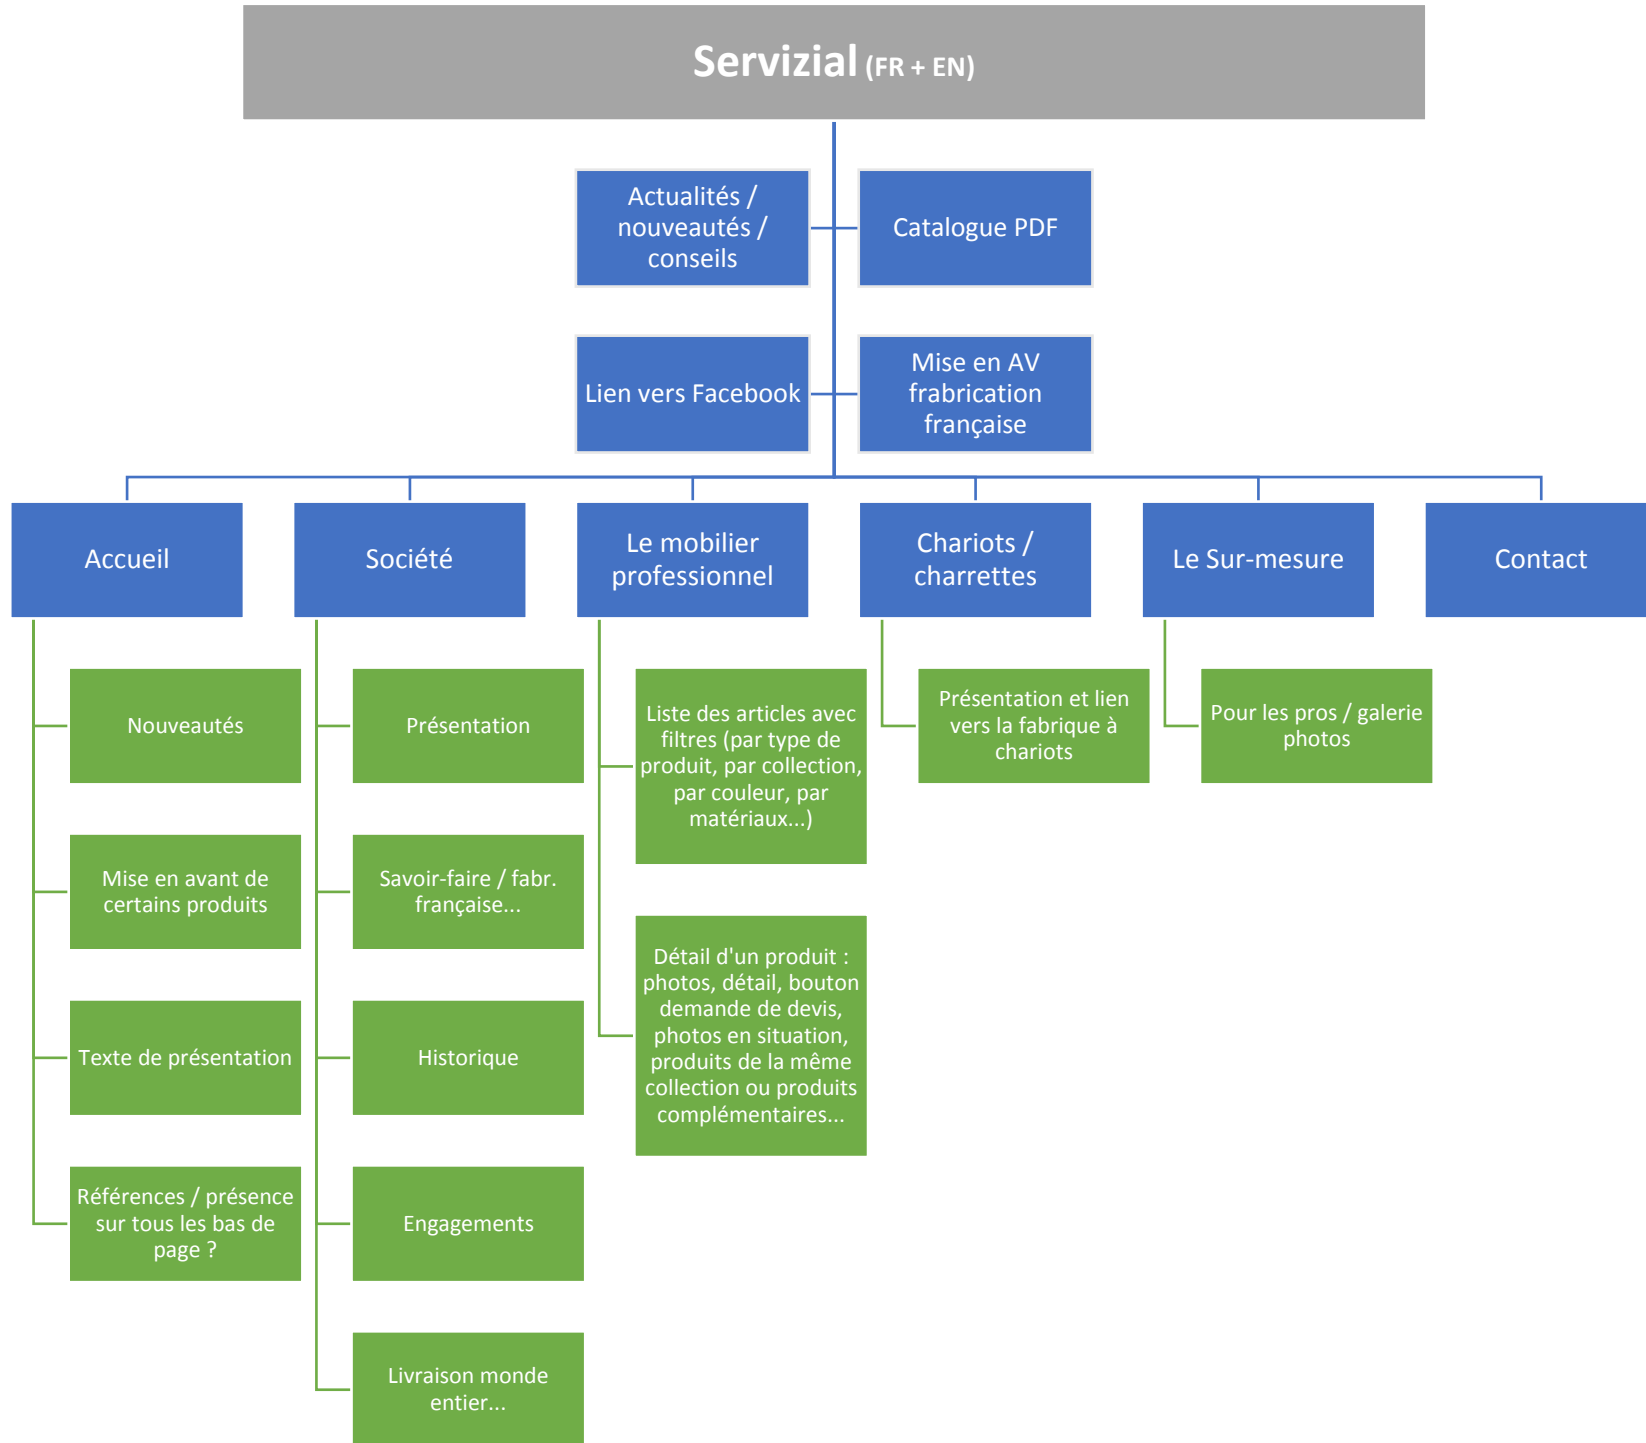 Servizial (FR + EN)
Actualités /
nouveautés /
conseils
Catalogue PDF
Lien vers Facebook
Mise en AV
frabrication
française
Accueil
Société
Le mobilier
professionnel
Chariots /
charrettes
Le Sur-mesure
Contact
Nouveautés
Mise en avant de
certains produits
Texte de présentation
Références / présence
sur tous les bas de
page ?
Présentation
Savoir-faire / fabr.
française...
Historique
Engagements
Livraison monde
entier...
Liste des articles avec
filtres (par type de
produit, par collection,
par couleur, par
matériaux...)
Détail d'un produit :
photos, détail, bouton
demande de devis,
photos en situation,
produits de la même
collection ou produits
complémentaires...
Présentation et lien
vers la fabrique à
chariots
Pour les pros / galerie
photos